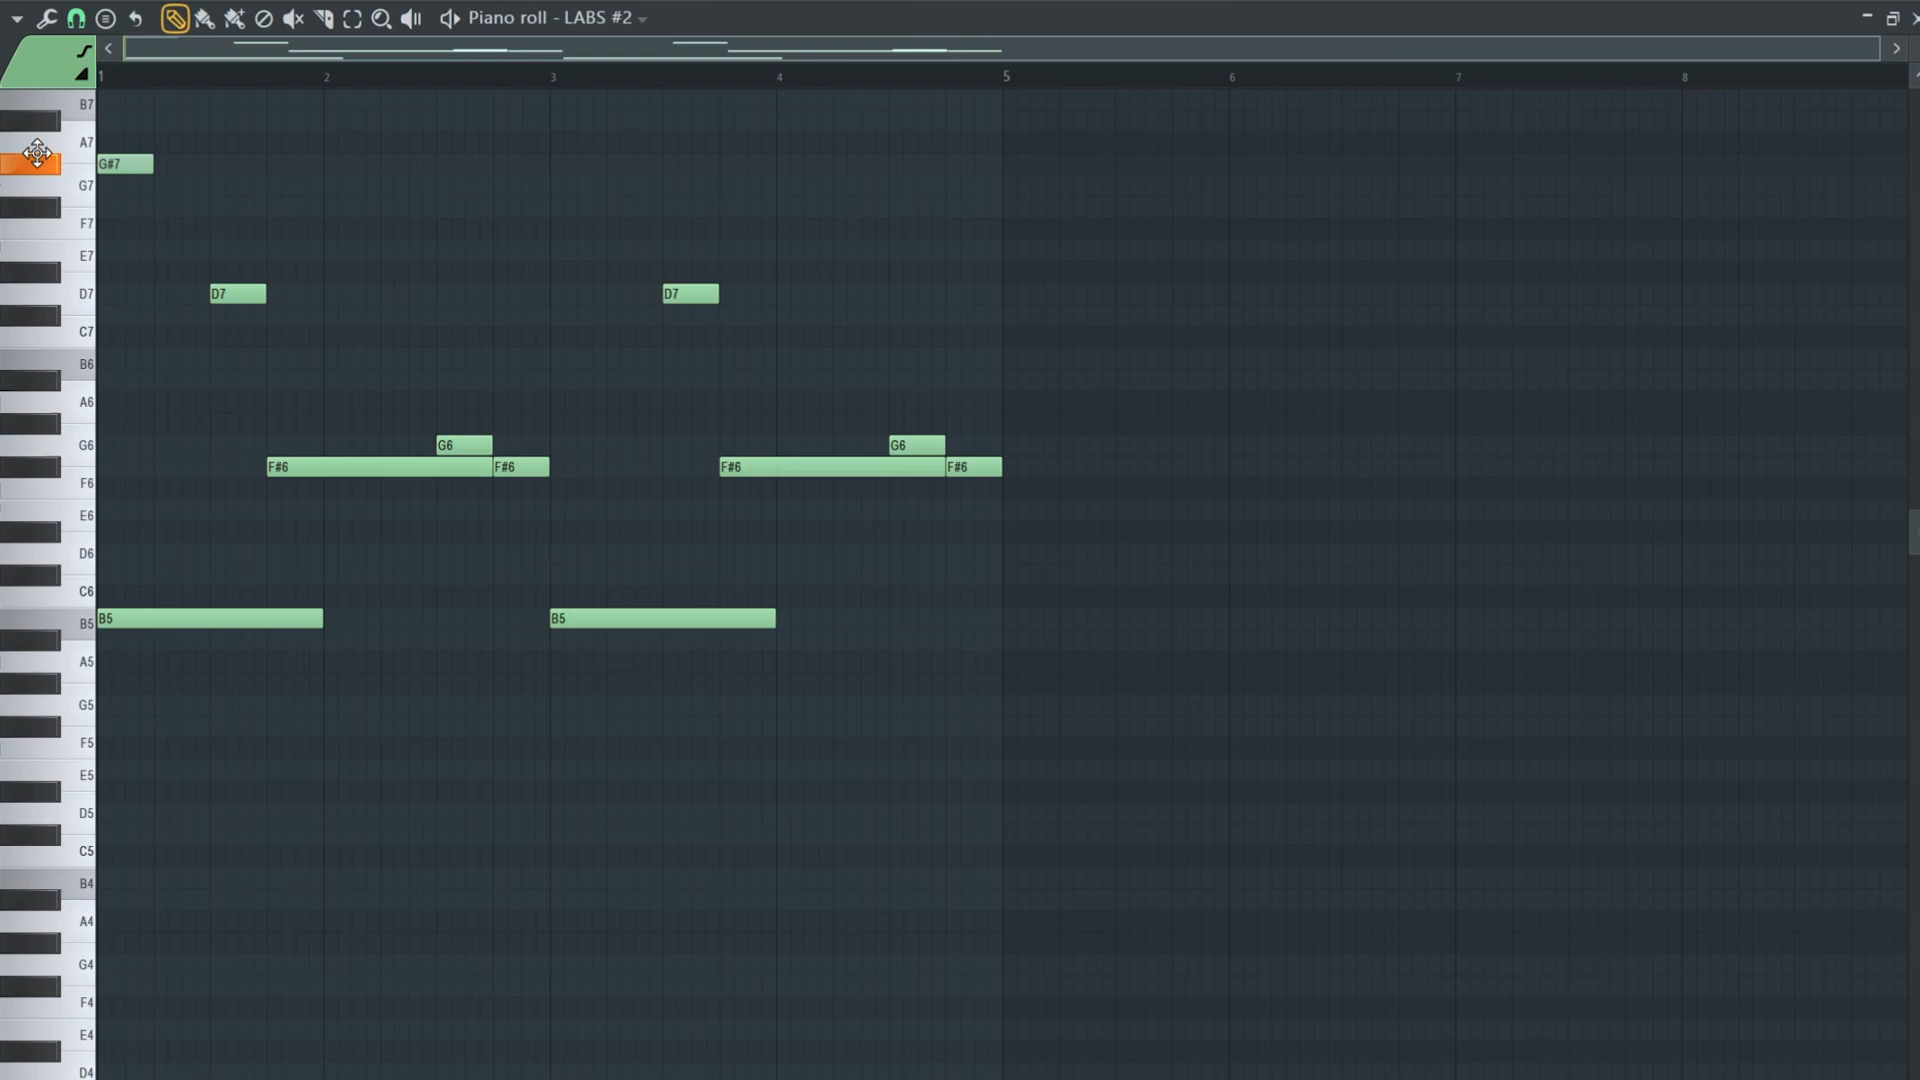 Piano roll - LABS #2
1 2 3 4 5 6 7 8
B7
A7
G#7
G7
F7
E7
D7 D7 D7
C7
B6
A6
G6 G6 G6
F#6 F#6 F#6 F#6
F6
E6
D6
C6
B5 B5 B5
A5
G5
F5
E5
D5
C5
B4
A4
G4
F4
E4
D4